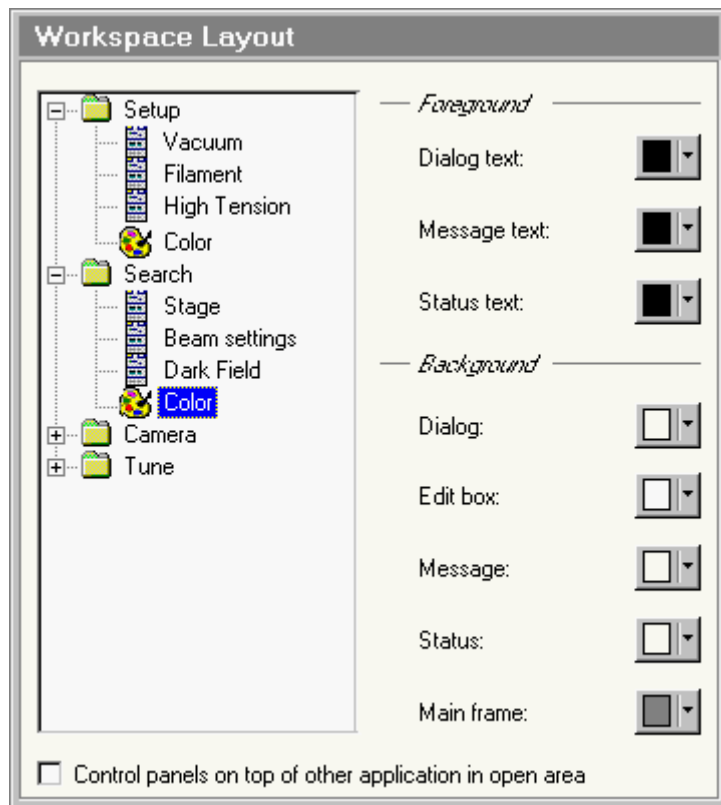 Workspace Layout
Setup
Vacuum
Filament
High Tension
Color
Search
Stage
Beam settings
Dark Field
Color
Camera
Tune
Foreground
Dialog text:
Message text:
Status text:
Background
Dialog:
Edit box:
Message:
Status:
Main frame:
Control panels on top of other application in open area